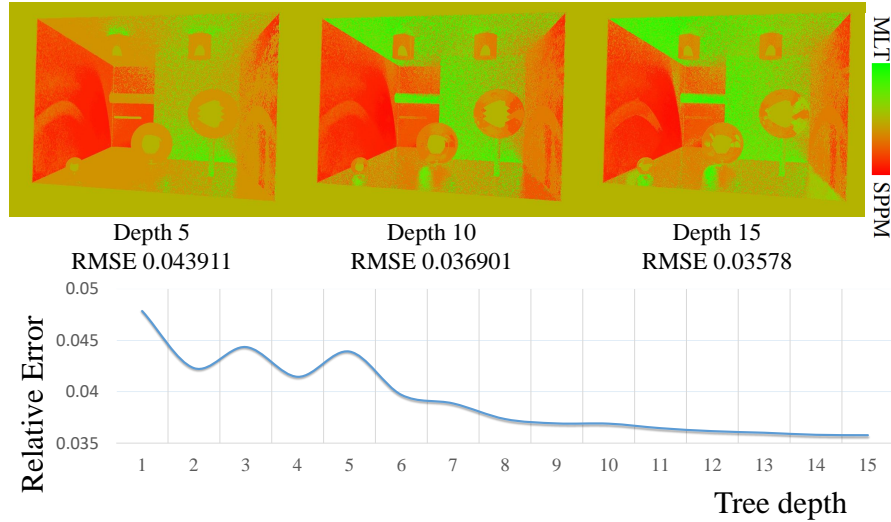 MLT
SPPM
Depth 5
RMSE 0.043911
Depth 10
RMSE 0.036901
Depth 15
RMSE 0.03578
Relative Error
0.05
0.045
0.04
0.035
1 2 3 4 5 6 7 8 9 10 11 12 13 14 15
Tree depth